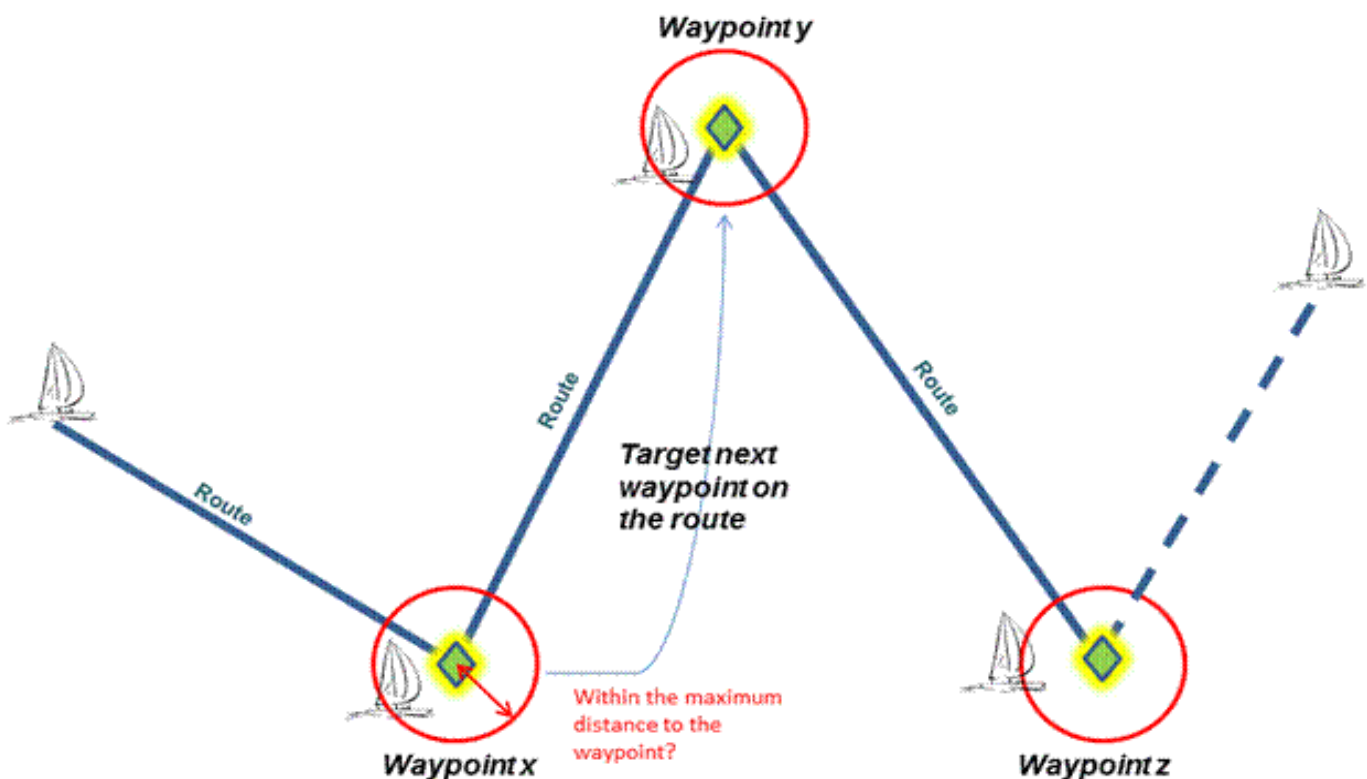 Waypoint y
Route
Route
Route
Target next
waypoint on
the route
Within the maximum
distance to the
waypoint?
Waypoint x
Waypoint z